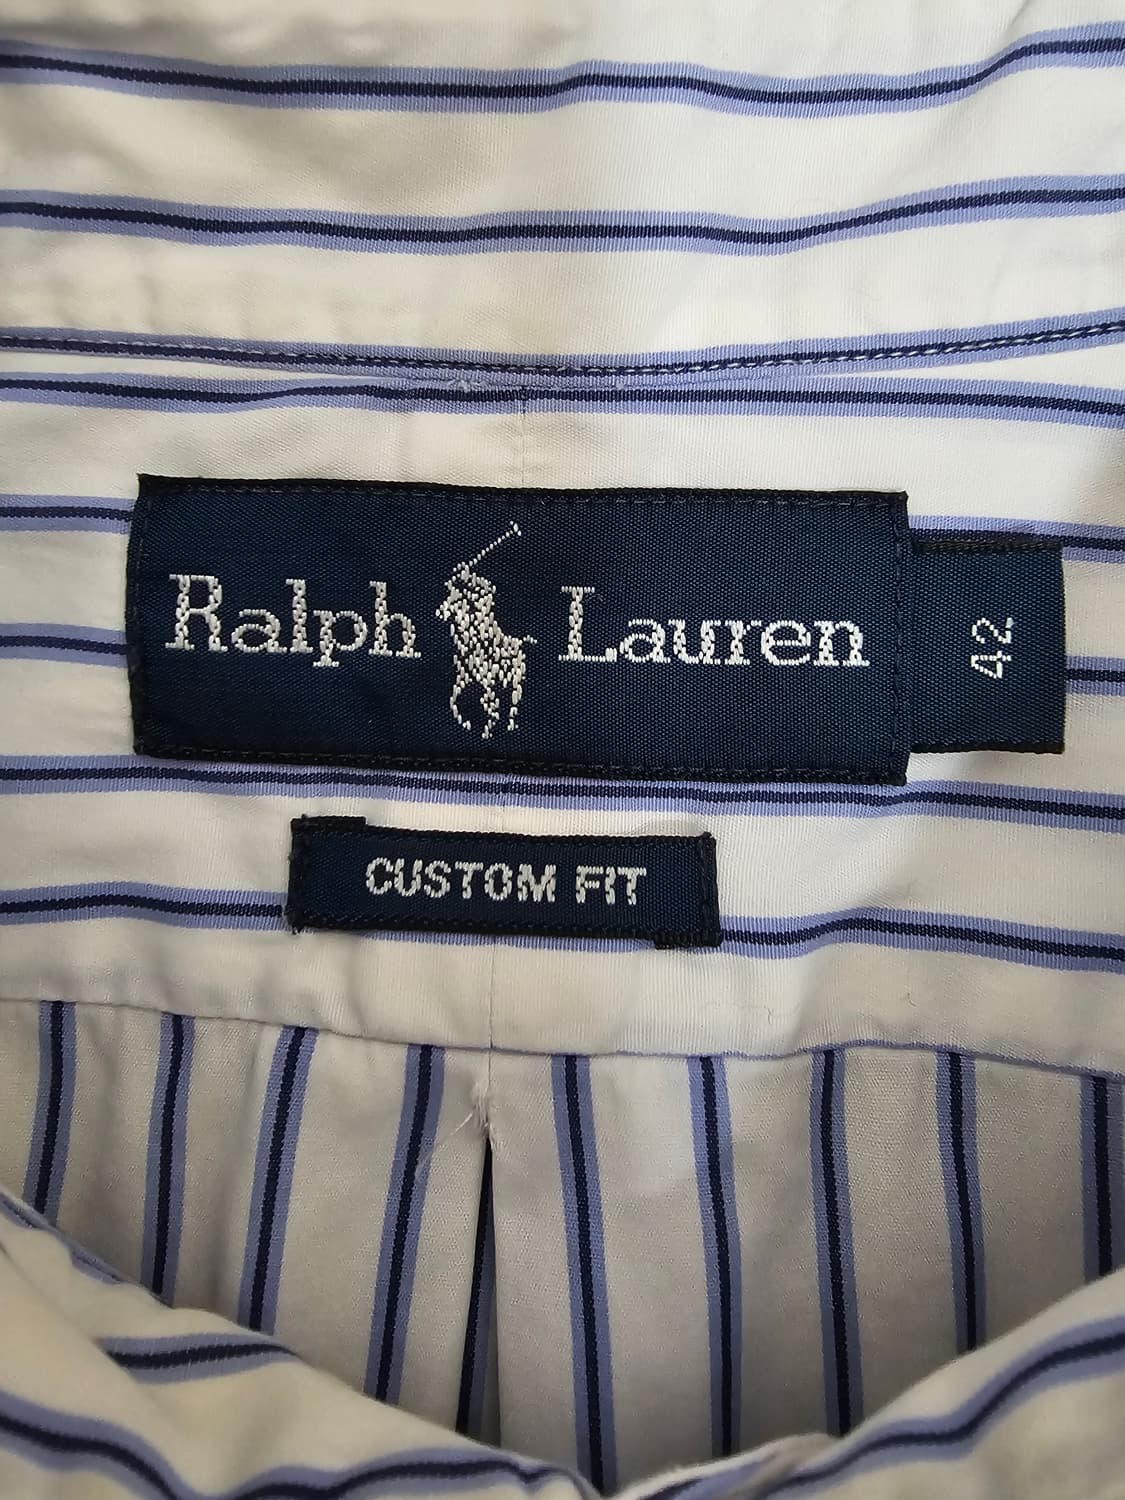 Ralph Lauren
42
CUSTOM FIT